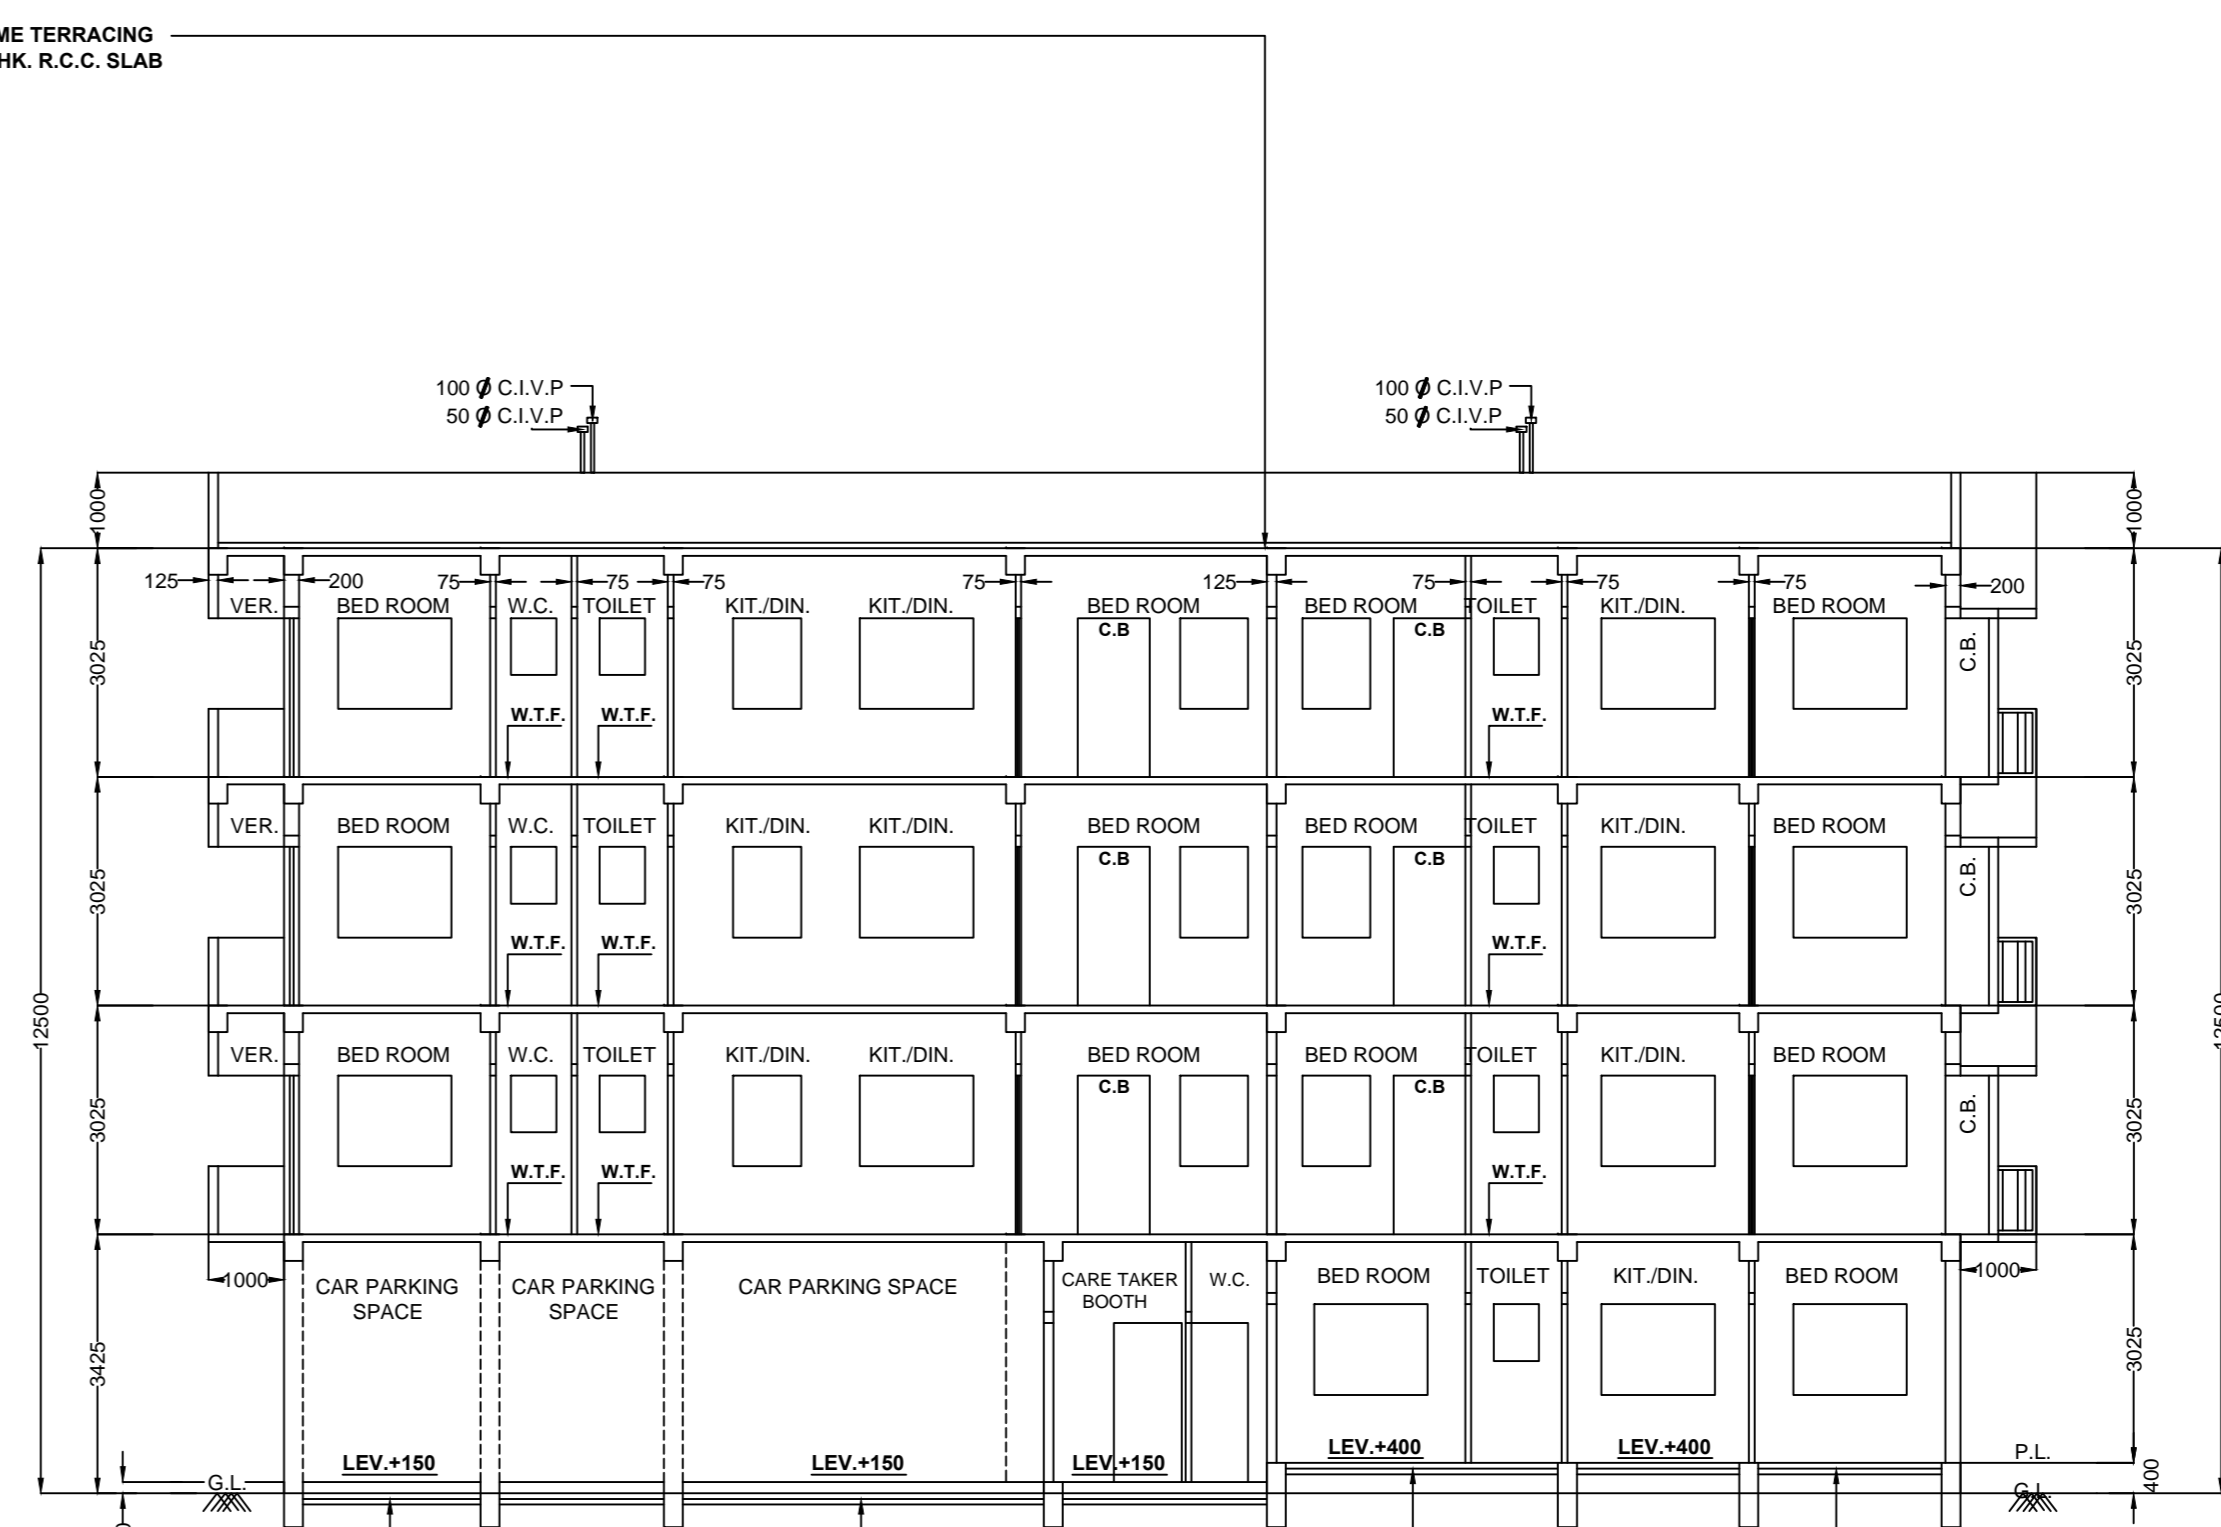 ME TERRACING
HK. R.C.C. SLAB
100 Ø C.I.V.P
50 Ø C.I.V.P
100 Ø C.I.V.P
50 Ø C.I.V.P
1000
1000
125
200
75
75
75
75
125
75
75
75
200
VER.
BED ROOM
W.C.
TOILET
KIT./DIN.
KIT./DIN.
BED ROOM
BED ROOM
TOILET
KIT./DIN.
BED ROOM
C.B
C.B
C.B.
3025
3025
W.T.F.
W.T.F.
W.T.F.
VER.
BED ROOM
W.C.
TOILET
KIT./DIN.
KIT./DIN.
BED ROOM
BED ROOM
TOILET
KIT./DIN.
BED ROOM
C.B
C.B
C.B.
3025
3025
W.T.F.
W.T.F.
W.T.F.
12500
12500
VER.
BED ROOM
W.C.
TOILET
KIT./DIN.
KIT./DIN.
BED ROOM
BED ROOM
TOILET
KIT./DIN.
BED ROOM
C.B
C.B
C.B.
3025
3025
W.T.F.
W.T.F.
W.T.F.
1000
1000
CAR PARKING
SPACE
CAR PARKING
SPACE
CAR PARKING SPACE
CARE TAKER
BOOTH
W.C.
BED ROOM
TOILET
KIT./DIN.
BED ROOM
3425
3025
LEV.+150
LEV.+150
LEV.+150
LEV.+400
LEV.+400
P.L.
400
G.L.
G.L.